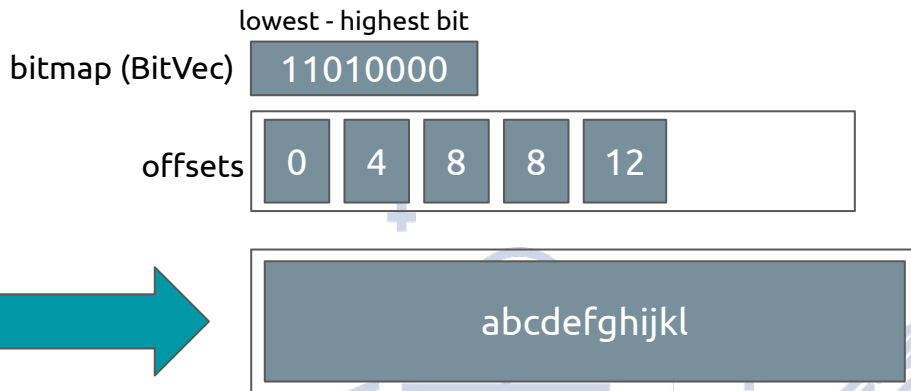 lowest - highest bit
bitmap (BitVec) 11010000
offsets 0 4 8 8 12
abcdefghijkl